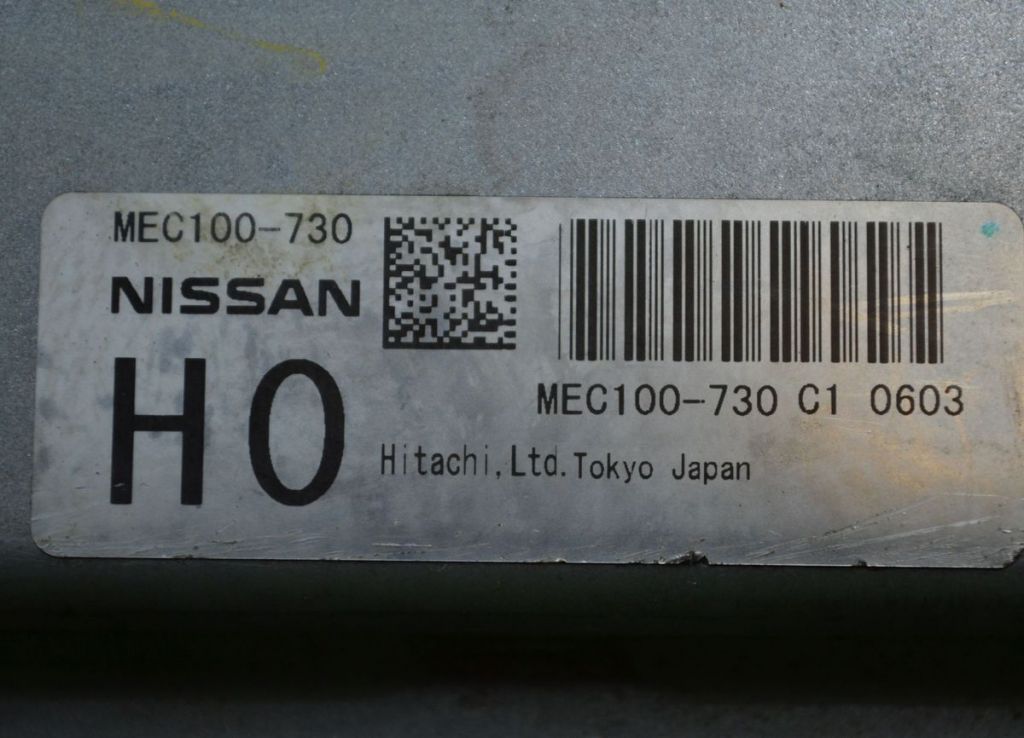 MEC100-730
NISSAN
H0
MEC100-730 C1 0603
Hitachi,Ltd.Tokyo Japan